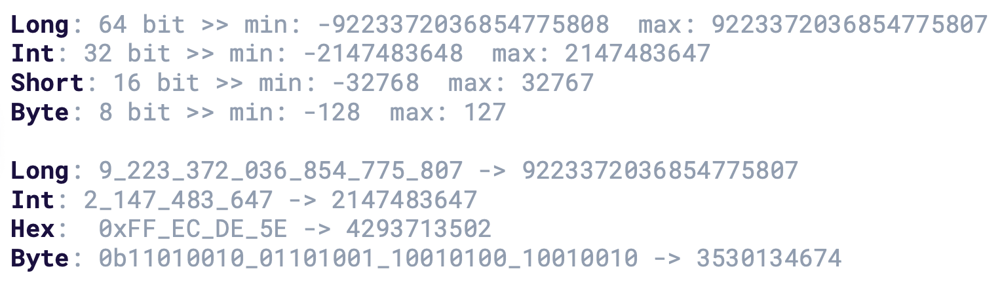 Long: 64 bit >> min: -9223372036854775808  max: 9223372036854775807
Int: 32 bit >> min: -2147483648  max: 2147483647
Short: 16 bit >> min: -32768  max: 32767
Byte: 8 bit >> min: -128  max: 127
Long: 9_223_372_036_854_775_807 -> 9223372036854775807
Int: 2_147_483_647 -> 2147483647
Hex:  0xFF_EC_DE_5E -> 4293713502
Byte: 0b11010010_01101001_10010100_10010010 -> 3530134674